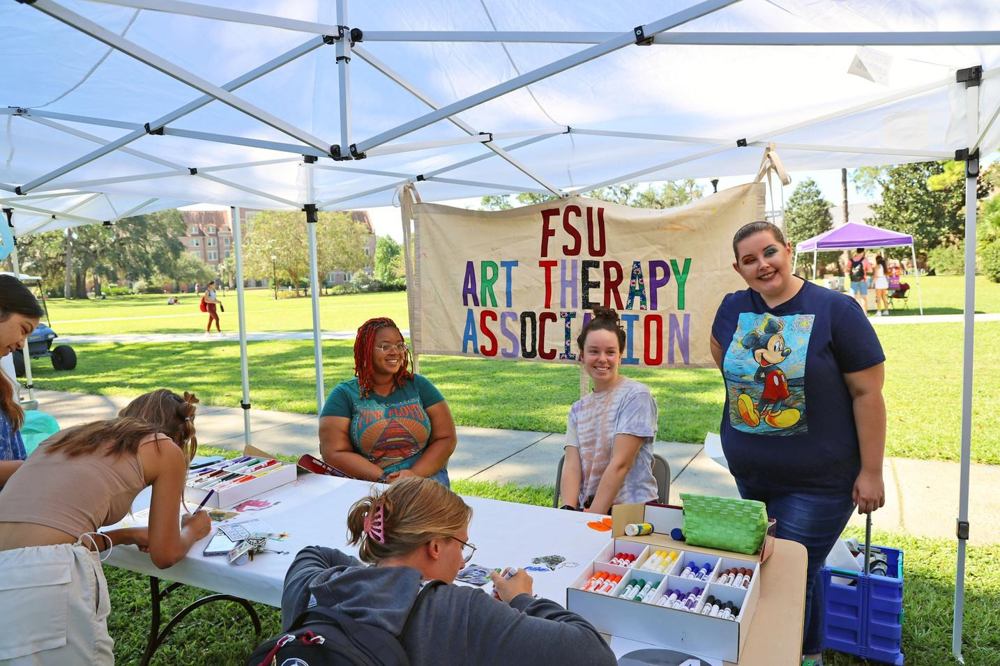 FSU
ART THERAPY
ASSOCIATION
PINK FLOYD